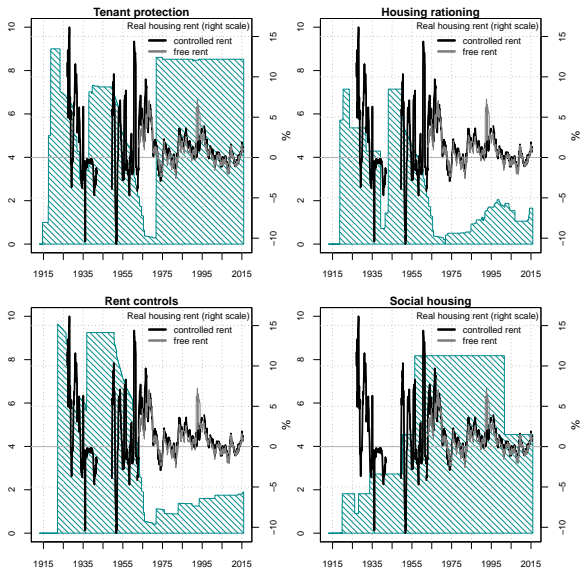 Tenant protection
Real housing rent (right scale)
controlled rent
free rent
10
8
6
4
2
0
15
10
5
0
−5
−10
%
1915 1935 1955 1975 1995 2015
Housing rationing
Real housing rent (right scale)
controlled rent
free rent
10
8
6
4
2
0
15
10
5
0
−5
−10
%
1915 1935 1955 1975 1995 2015
Rent controls
Real housing rent (right scale)
controlled rent
free rent
10
8
6
4
2
0
15
10
5
0
−5
−10
%
1915 1935 1955 1975 1995 2015
Social housing
Real housing rent (right scale)
controlled rent
free rent
10
8
6
4
2
0
15
10
5
0
−5
−10
%
1915 1935 1955 1975 1995 2015